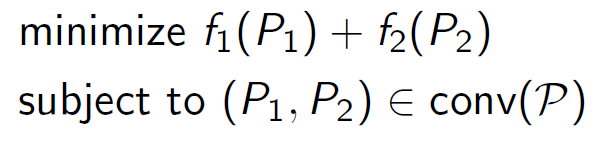 minimize f₁(P₁) + f₂(P₂)
subject to (P₁, P₂) ∈ conv(𝒫)